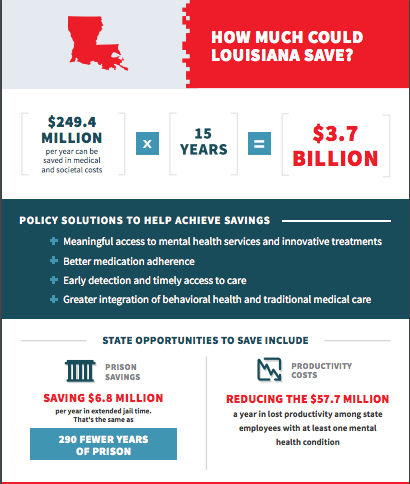 HOW MUCH COULD
LOUISIANA SAVE?
$249.4
MILLION
per year can be
saved in medical
and societal costs
x
15
YEARS
=
$3.7
BILLION
POLICY SOLUTIONS TO HELP ACHIEVE SAVINGS
Meaningful access to mental health services and innovative treatments
Better medication adherence
Early detection and timely access to care
Greater integration of behavioral health and traditional medical care
STATE OPPORTUNITIES TO SAVE INCLUDE
PRISON
SAVINGS
SAVING $6.8 MILLION
per year in extended jail time.
That's the same as
290 FEWER YEARS
OF PRISON
PRODUCTIVITY
COSTS
REDUCING THE $57.7 MILLION
a year in lost productivity among state
employees with at least one mental
health condition